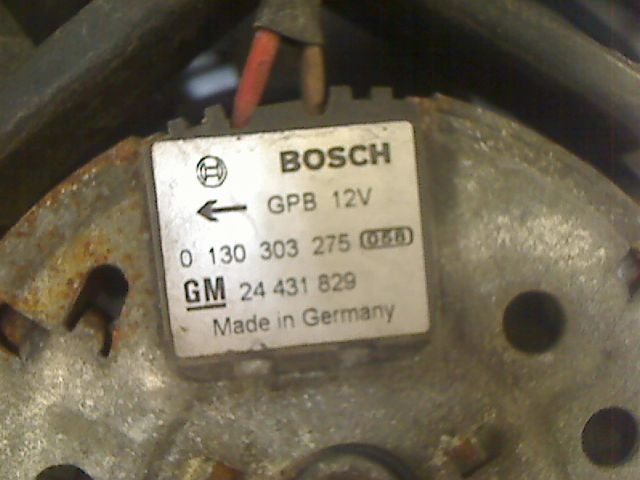 BOSCH
GPB 12V
0 130 303 275 058
GM 24 431 829
Made in Germany